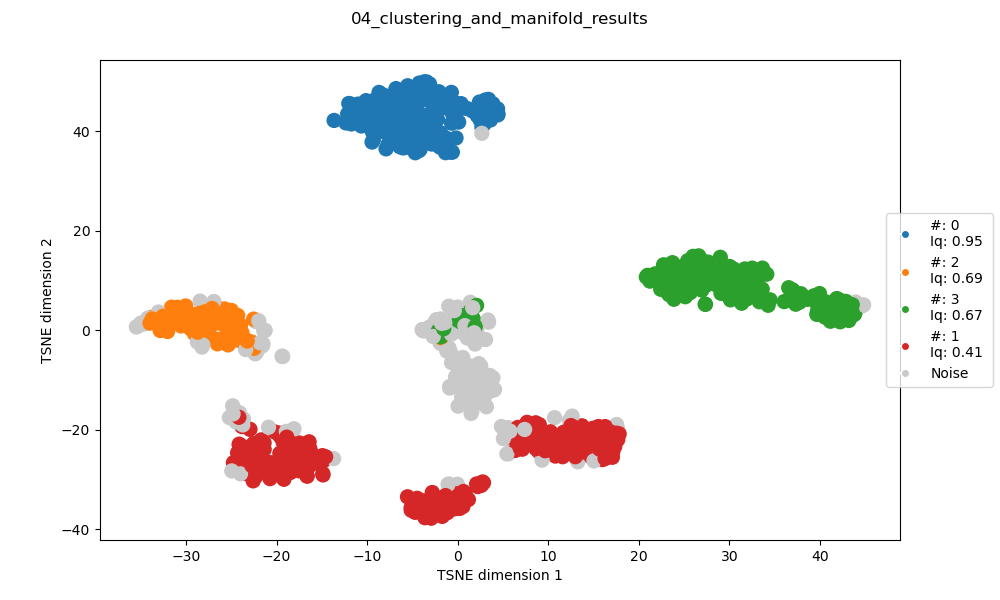 04_clustering_and_manifold_results
40
20
0
−20
−40
TSNE dimension 2
−30
−20
−10
0
10
20
30
40
TSNE dimension 1
#: 0
Iq: 0.95
#: 2
Iq: 0.69
#: 3
Iq: 0.67
#: 1
Iq: 0.41
Noise